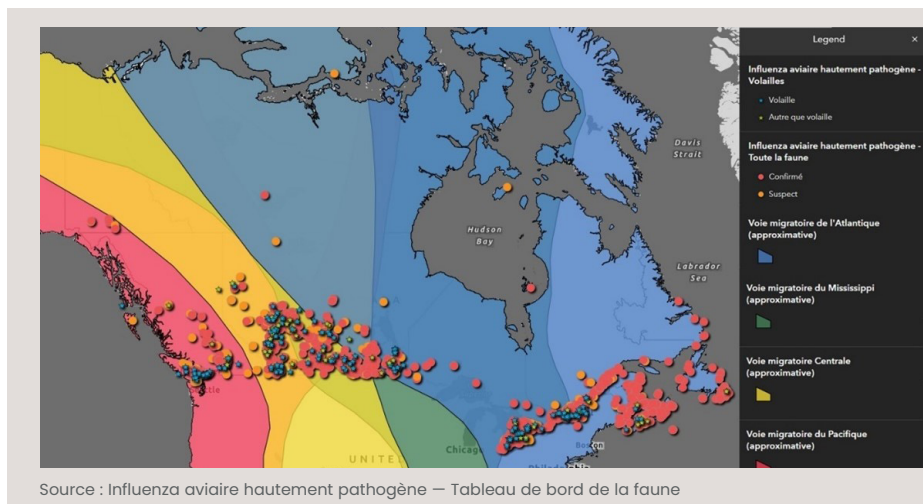 Legend ×
Influenza aviaire hautement pathogène -
Volailles
Volaille
Autre que volaille
Influenza aviaire hautement pathogène -
Toute la faune
Confirmé
Suspect
Voie migratoire de l'Atlantique
(approximative)
Voie migratoire du Mississippi
(approximative)
Voie migratoire Centrale
(approximative)
Voie migratoire du Pacifique
(approximative)
Davis
Strait
Hudson
Bay
Labrador
Sea
Chicago
Boston
UNITE
Source : Influenza aviaire hautement pathogène — Tableau de bord de la faune